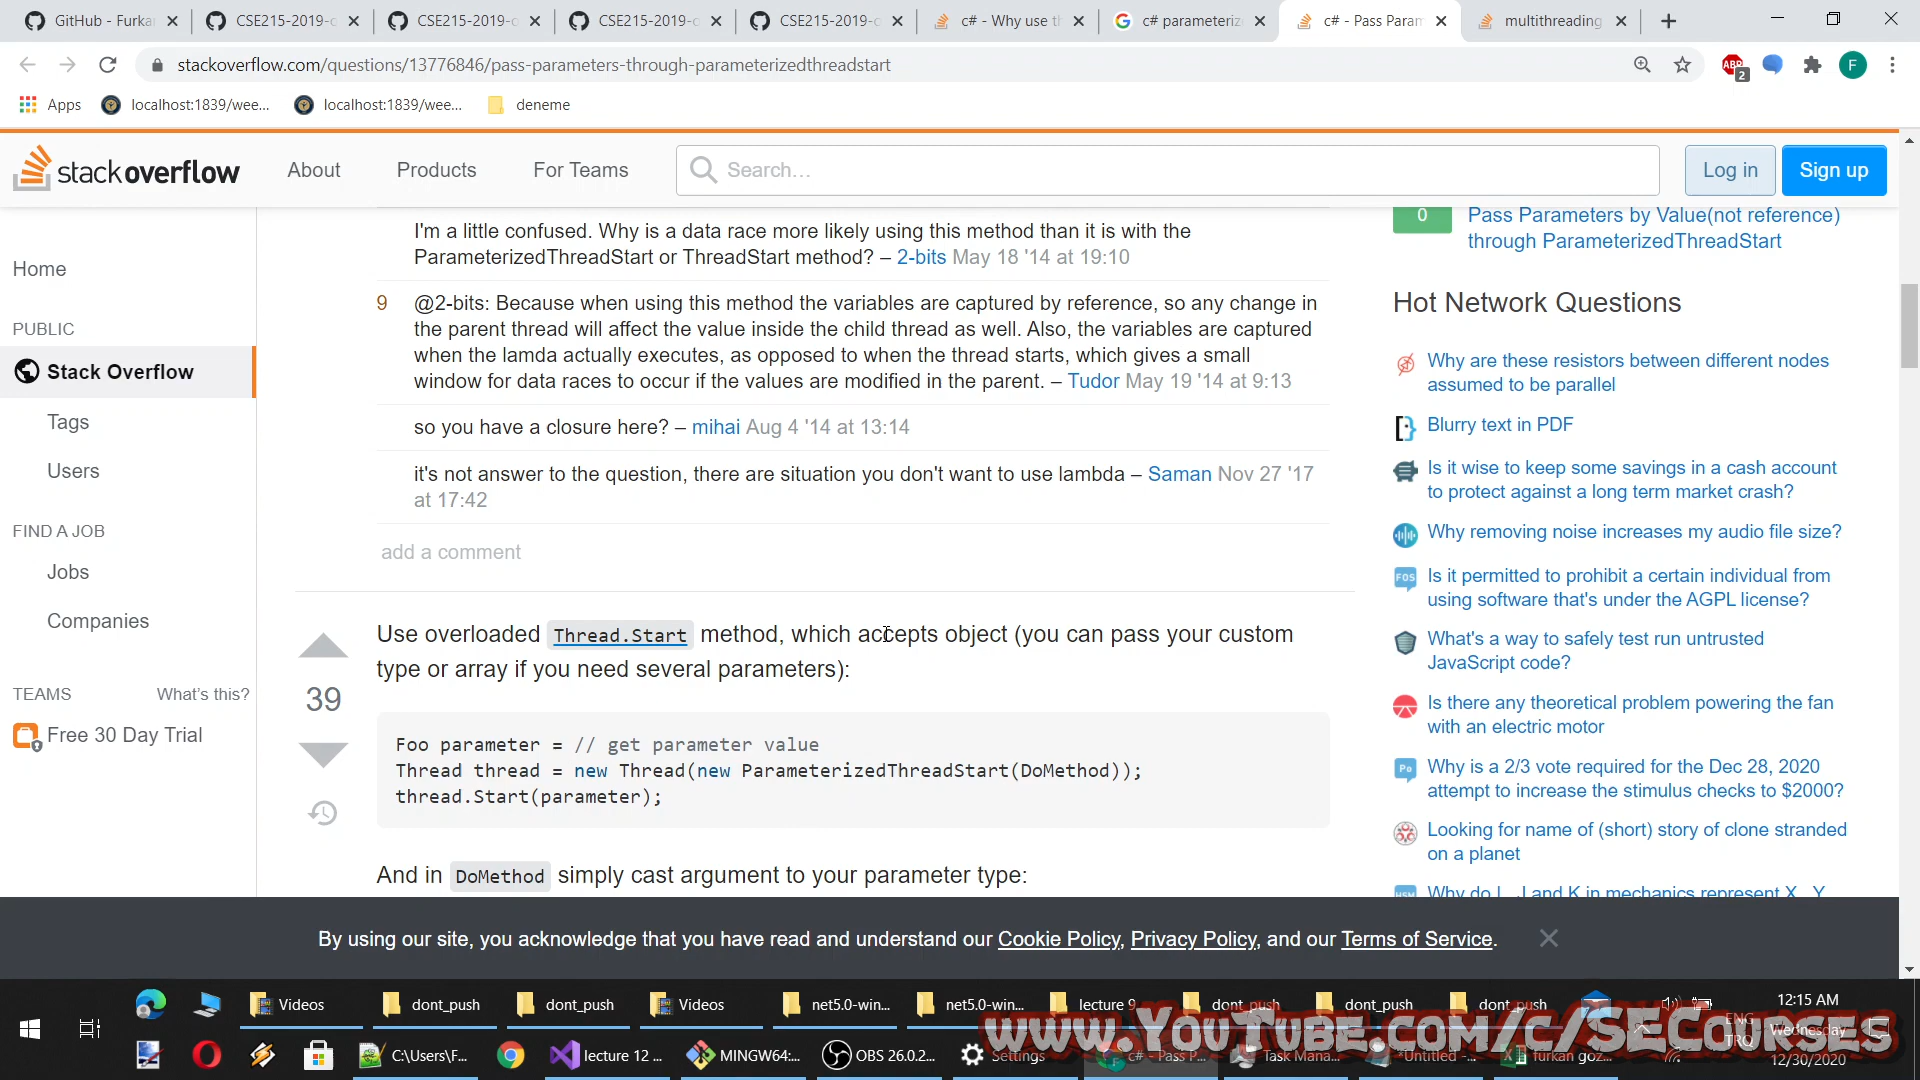 GitHub - Furka
CSE215-2019-o
CSE215-2019-o
CSE215-2019-o
CSE215-2019-o
c# - Why use th
c# parameterize
c# - Pass Param
multithreading
stackoverflow.com/questions/13776846/pass-parameters-through-parameterizedthreadstart
ABP
2
F
Apps
localhost:1839/wee...
localhost:1839/wee...
deneme
stackoverflow
About
Products
For Teams
Search...
Log in
Sign up
Home
PUBLIC
Stack Overflow
Tags
Users
FIND A JOB
Jobs
Companies
TEAMS
What's this?
Free 30 Day Trial
I'm a little confused. Why is a data race more likely using this method than it is with the
ParameterizedThreadStart or ThreadStart method? – 2-bits May 18 '14 at 19:10
9
@2-bits: Because when using this method the variables are captured by reference, so any change in
the parent thread will affect the value inside the child thread as well. Also, the variables are captured
when the lamda actually executes, as opposed to when the thread starts, which gives a small
window for data races to occur if the values are modified in the parent. – Tudor May 19 '14 at 9:13
so you have a closure here? – mihai Aug 4 '14 at 13:14
it's not answer to the question, there are situation you don't want to use lambda – Saman Nov 27 '17
at 17:42
add a comment
39
Use overloaded Thread.Start method, which accepts object (you can pass your custom
type or array if you need several parameters):
Foo parameter = // get parameter value
Thread thread = new Thread(new ParameterizedThreadStart(DoMethod));
thread.Start(parameter);
And in DoMethod simply cast argument to your parameter type:
0
Pass Parameters by Value(not reference)
through ParameterizedThreadStart
Hot Network Questions
Why are these resistors between different nodes
assumed to be parallel
Blurry text in PDF
Is it wise to keep some savings in a cash account
to protect against a long term market crash?
Why removing noise increases my audio file size?
FOS
Is it permitted to prohibit a certain individual from
using software that's under the AGPL license?
What's a way to safely test run untrusted
JavaScript code?
Is there any theoretical problem powering the fan
with an electric motor
Po
Why is a 2/3 vote required for the Dec 28, 2020
attempt to increase the stimulus checks to $2000?
Looking for name of (short) story of clone stranded
on a planet
HSM
Why do I, J and K in mechanics represent X, Y
By using our site, you acknowledge that you have read and understand our Cookie Policy, Privacy Policy, and our Terms of Service.
Videos
dont_push
dont_push
Videos
net5.0-win...
net5.0-win...
lecture 9
dont_push
dont_push
dont_push
12:15 AM
ENG
Wednesday
TRQ
12/30/2020
C:\Users\F...
lecture 12 ...
MINGW64:...
OBS 26.0.2...
Settings
c# - Pass P...
Task Mana...
*Untitled -...
furkan goz...
www.YouTube.com/c/SECourses